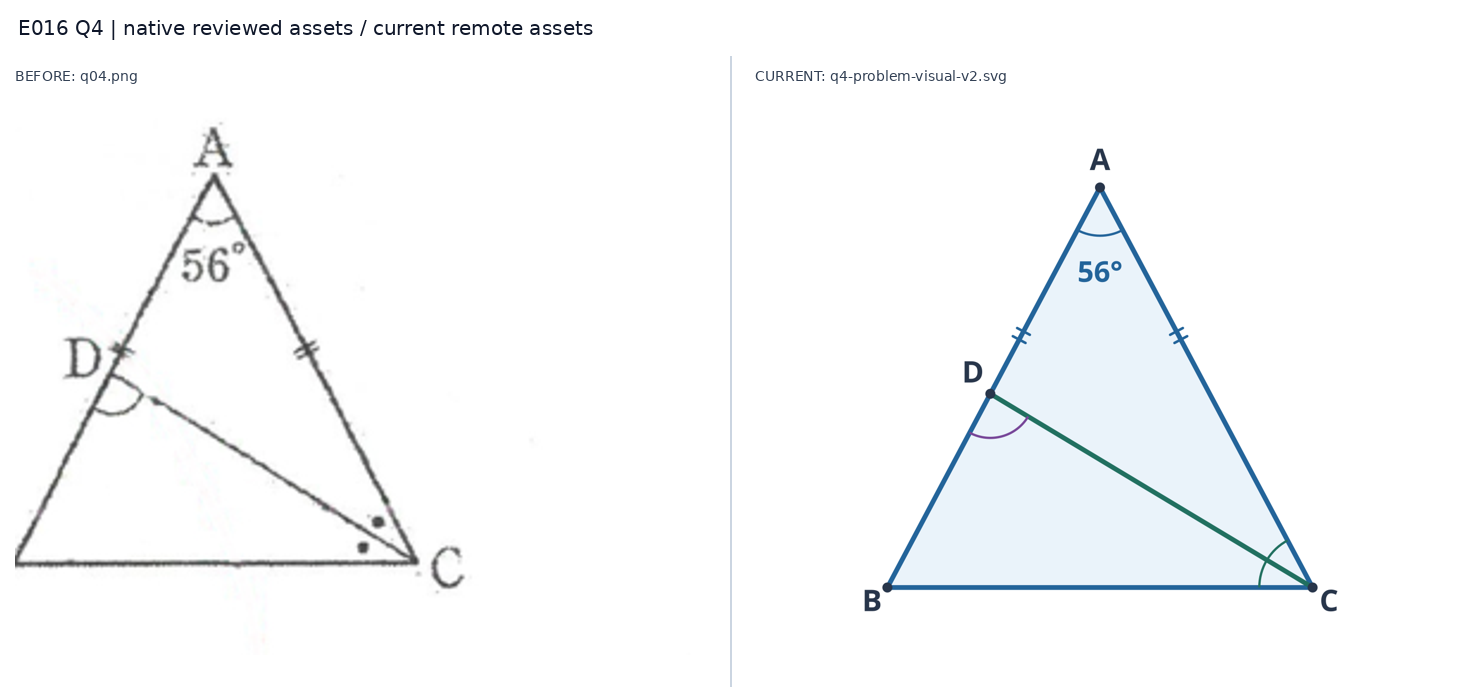 E016 Q4 | native reviewed assets / current remote assets
BEFORE: q04.png
CURRENT: q4-problem-visual-v2.svg
A
56°
D
C
A
56°
D
B
C